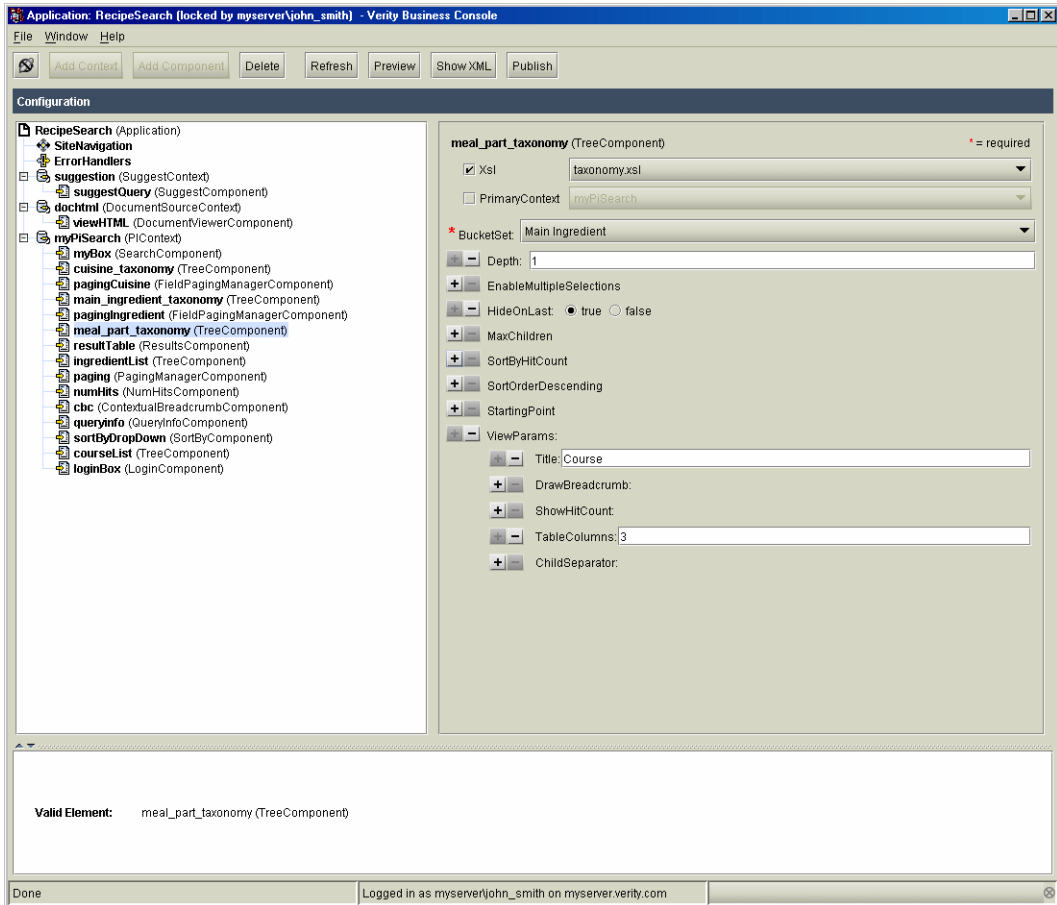 Application: RecipeSearch (locked by myserver\john_smith) - Verity Business Console
File Window Help
Add Context Add Component Delete Refresh Preview Show XML Publish
Configuration
RecipeSearch (Application)
SiteNavigation
ErrorHandlers
suggestion (SuggestContext)
suggestQuery (SuggestComponent)
dochtml (DocumentSourceContext)
viewHTML (DocumentViewerComponent)
myPiSearch (PIContext)
myBox (SearchComponent)
cuisine_taxonomy (TreeComponent)
pagingCuisine (FieldPagingManagerComponent)
main_ingredient_taxonomy (TreeComponent)
pagingIngredient (FieldPagingManagerComponent)
meal_part_taxonomy (TreeComponent)
resultTable (ResultsComponent)
ingredientList (TreeComponent)
paging (PagingManagerComponent)
numHits (NumHitsComponent)
cbc (ContextualBreadcrumbComponent)
queryinfo (QueryInfoComponent)
sortByDropDown (SortByComponent)
courseList (TreeComponent)
loginBox (LoginComponent)
meal_part_taxonomy (TreeComponent) * = required
Xsl taxonomy.xsl
PrimaryContext myPiSearch
* BucketSet: Main Ingredient
Depth: 1
EnableMultipleSelections
HideOnLast: true false
MaxChildren
SortByHitCount
SortOrderDescending
StartingPoint
ViewParams:
Title: Course
DrawBreadcrumb:
ShowHitCount:
TableColumns: 3
ChildSeparator:
Valid Element: meal_part_taxonomy (TreeComponent)
Done Logged in as myserver\john_smith on myserver.verity.com